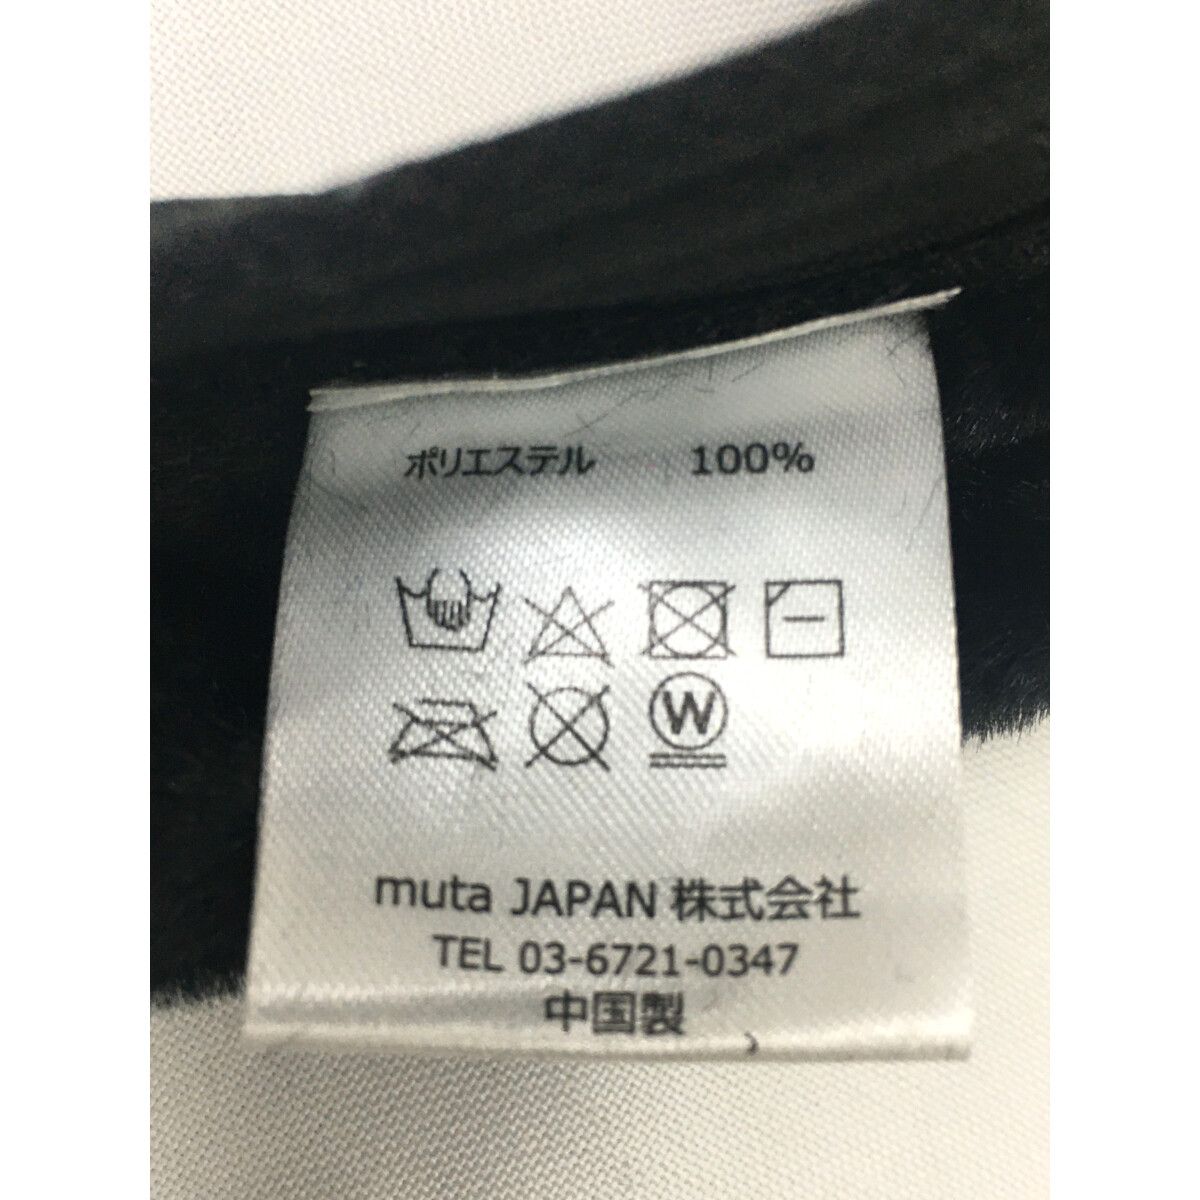 ポリエステル 100%
W
muta JAPAN 株式会社
TEL 03-6721-0347
中国製